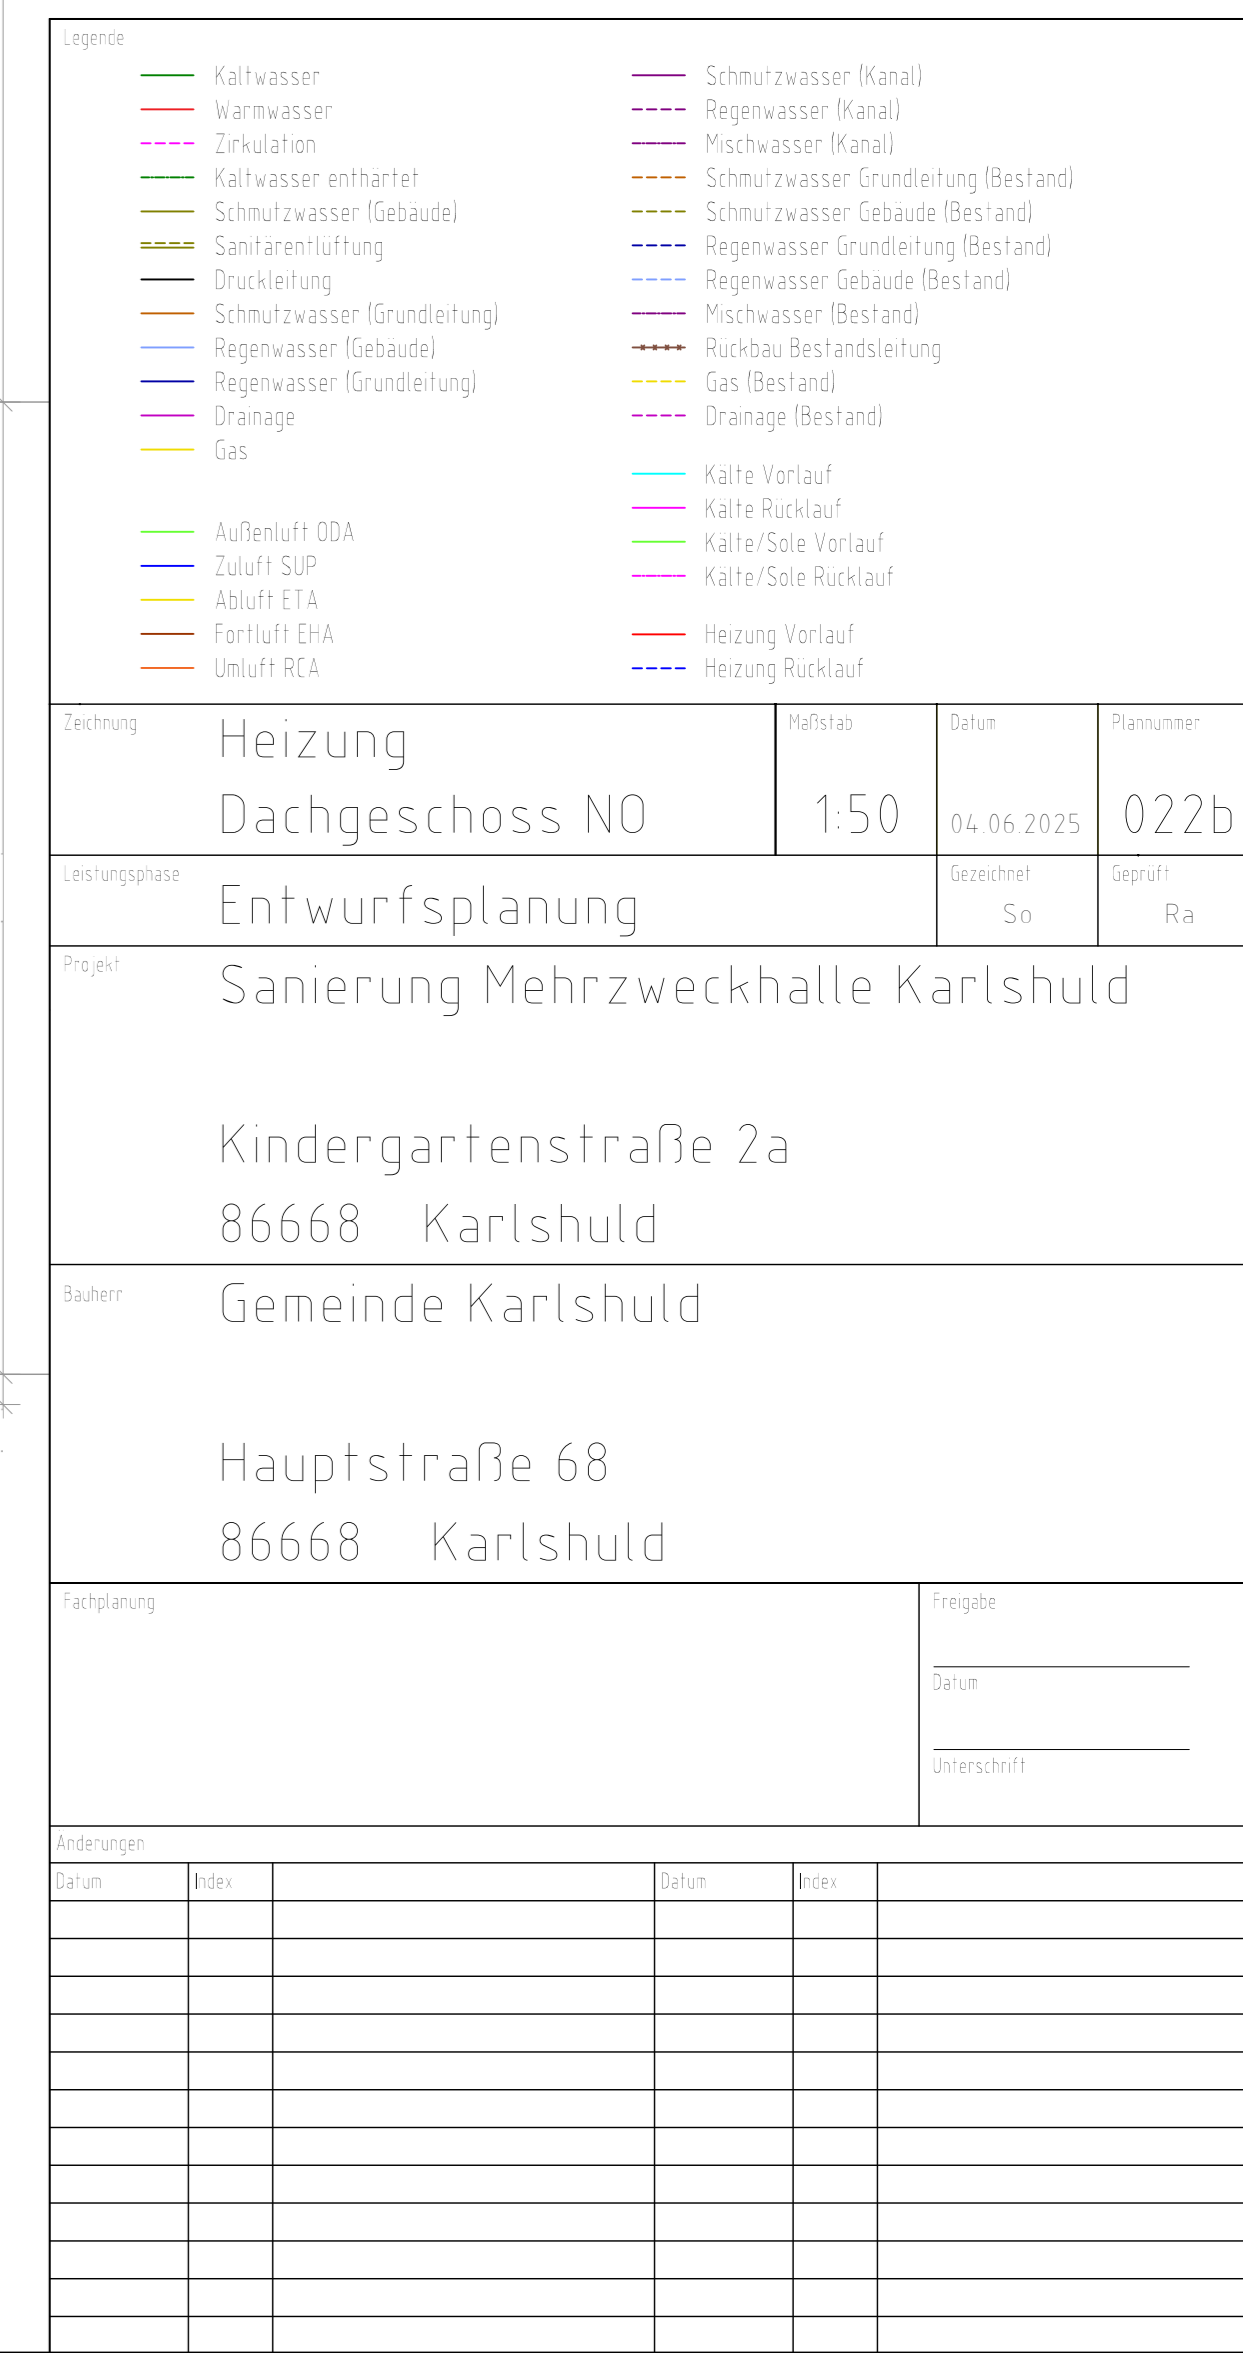 Legende
Kaltwasser
Warmwasser
Zirkulation
Kaltwasser enthärtet
Schmutzwasser (Gebäude)
Sanitärentlüftung
Druckleitung
Schmutzwasser (Grundleitung)
Regenwasser (Gebäude)
Regenwasser (Grundleitung)
Drainage
Gas
Außenluft ODA
Zuluft SUP
Abluft ETA
Fortluft EHA
Umluft RCA
Schmutzwasser (Kanal)
Regenwasser (Kanal)
Mischwasser (Kanal)
Schmutzwasser Grundleitung (Bestand)
Schmutzwasser Gebäude (Bestand)
Regenwasser Grundleitung (Bestand)
Regenwasser Gebäude (Bestand)
Mischwasser (Bestand)
Rückbau Bestandsleitung
Gas (Bestand)
Drainage (Bestand)
Kälte Vorlauf
Kälte Rücklauf
Kälte/Sole Vorlauf
Kälte/Sole Rücklauf
Heizung Vorlauf
Heizung Rücklauf
Zeichnung
Heizung
Dachgeschoss NO
Maßstab
1:50
Datum
04.06.2025
Plannummer
022b
Leistungsphase
Entwurfsplanung
Gezeichnet
So
Geprüft
Ra
Projekt
Sanierung Mehrzweckhalle Karlshuld
Kindergartenstraße 2a
86668 Karlshuld
Bauherr
Gemeinde Karlshuld
Hauptstraße 68
86668 Karlshuld
Fachplanung
Freigabe
Datum
Unterschrift
Änderungen
Datum Index Datum Index